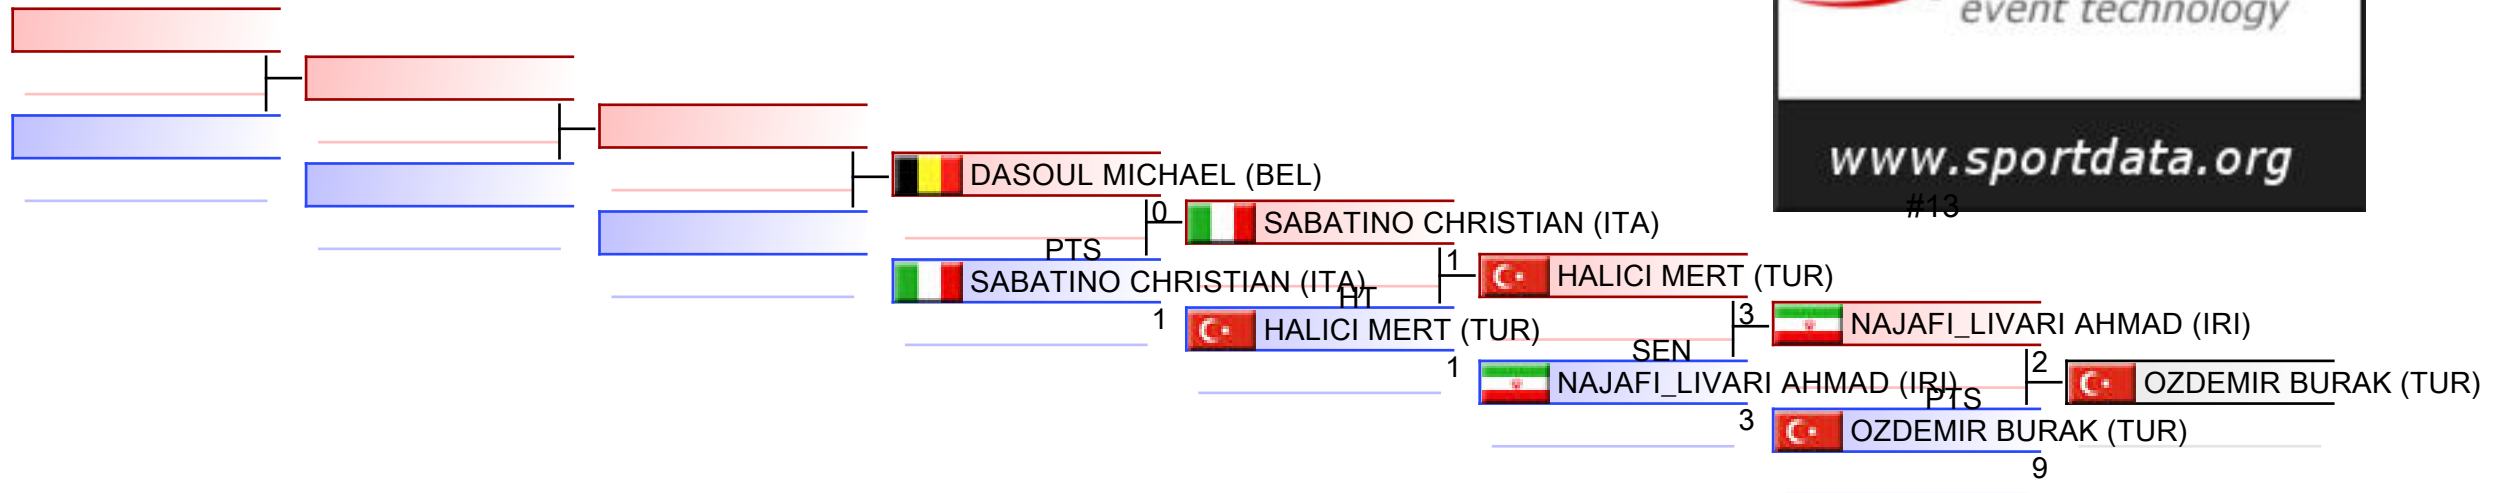 event technology
www.sportdata.org
#13
DASOUL MICHAEL (BEL)
0
SABATINO CHRISTIAN (ITA)
PTS
SABATINO CHRISTIAN (ITA)
1
1
HALICI MERT (TUR)
HT
HALICI MERT (TUR)
1
3
NAJAFI_LIVARI AHMAD (IRI)
SEN
NAJAFI_LIVARI AHMAD (IRI)
3
2
OZDEMIR BURAK (TUR)
PTS
OZDEMIR BURAK (TUR)
9